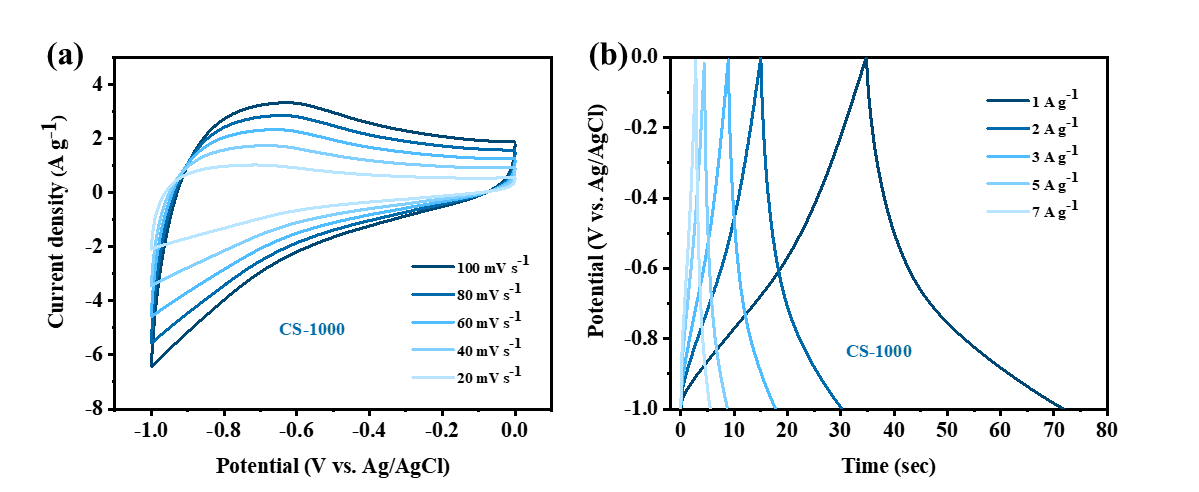 (a)
Current density (A g⁻¹)
4
2
0
-2
-4
-6
-8
-1.0 -0.8 -0.6 -0.4 -0.2 0.0
Potential (V vs. Ag/AgCl)
CS-1000
100 mV s⁻¹
80 mV s⁻¹
60 mV s⁻¹
40 mV s⁻¹
20 mV s⁻¹
(b)
Potential (V vs. Ag/AgCl)
0.0
-0.2
-0.4
-0.6
-0.8
-1.0
0 10 20 30 40 50 60 70 80
Time (sec)
1 A g⁻¹
2 A g⁻¹
3 A g⁻¹
5 A g⁻¹
7 A g⁻¹
CS-1000